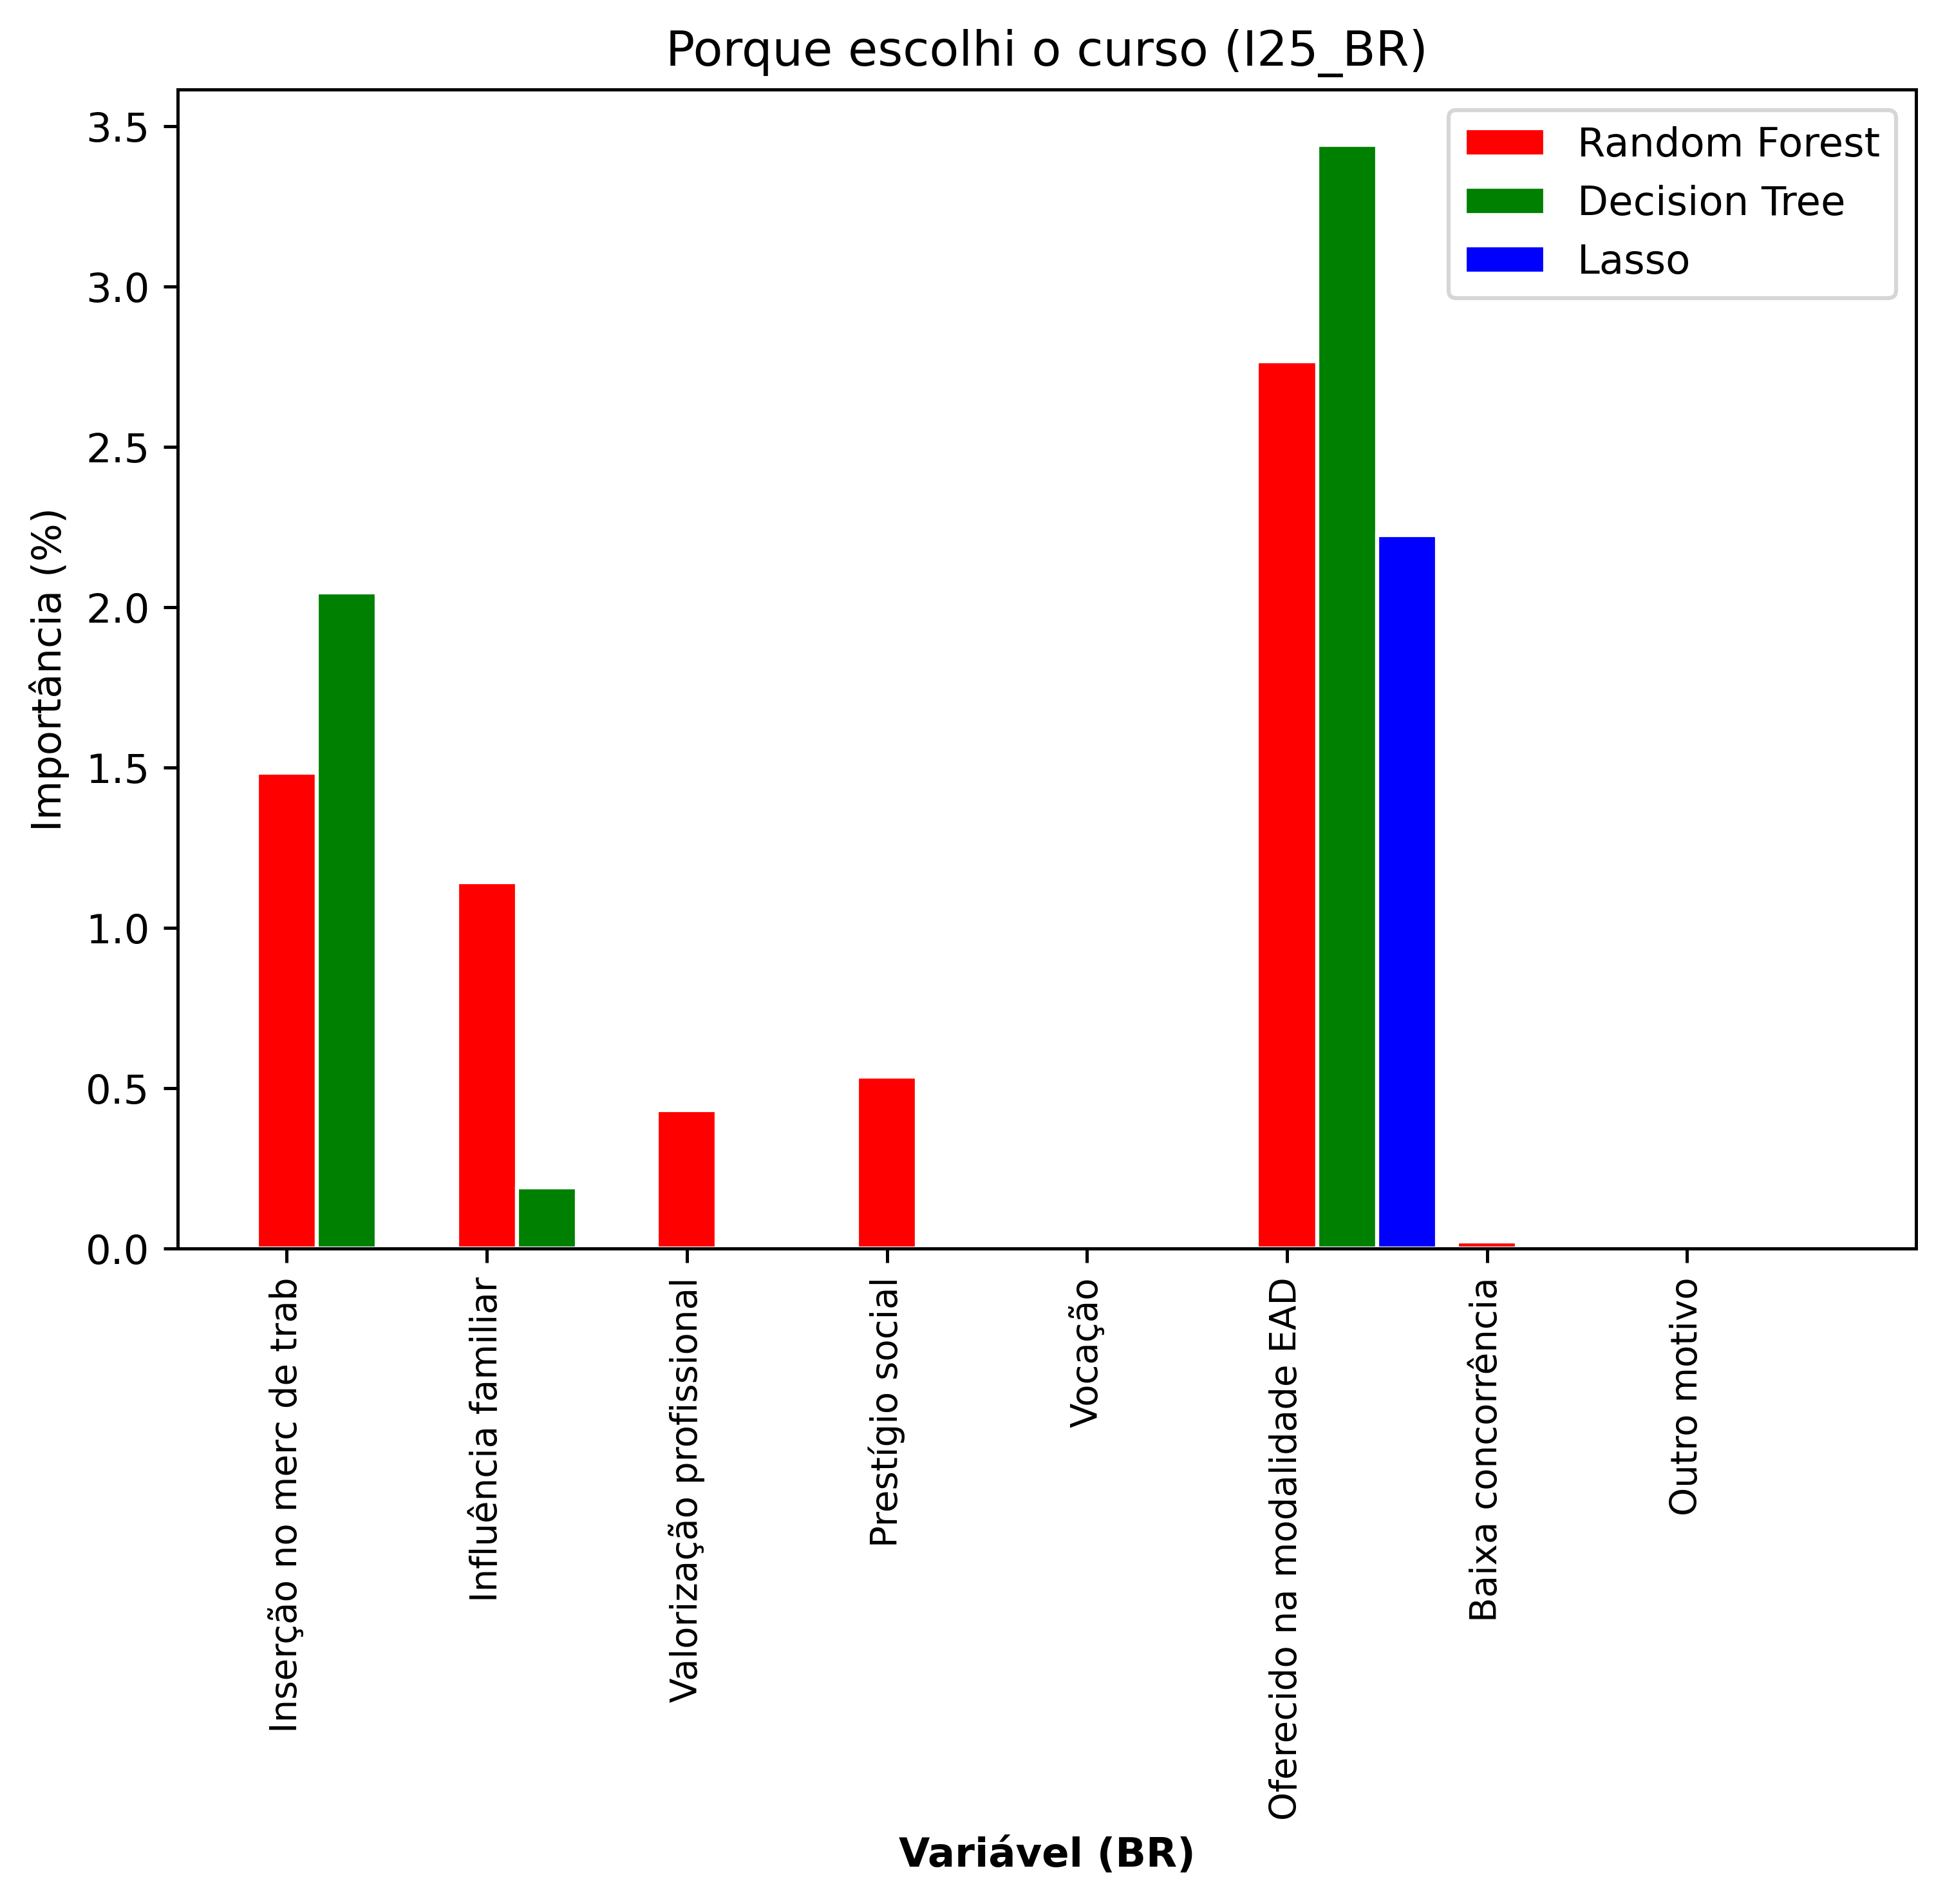 Porque escolhi o curso (I25_BR)
Random Forest
Decision Tree
Lasso
Importância (%)
3.5
3.0
2.5
2.0
1.5
1.0
0.5
0.0
Inserção no merc de trab
Influência familiar
Valorização profissional
Prestígio social
Vocação
Oferecido na modalidade EAD
Baixa concorrência
Outro motivo
Variável (BR)